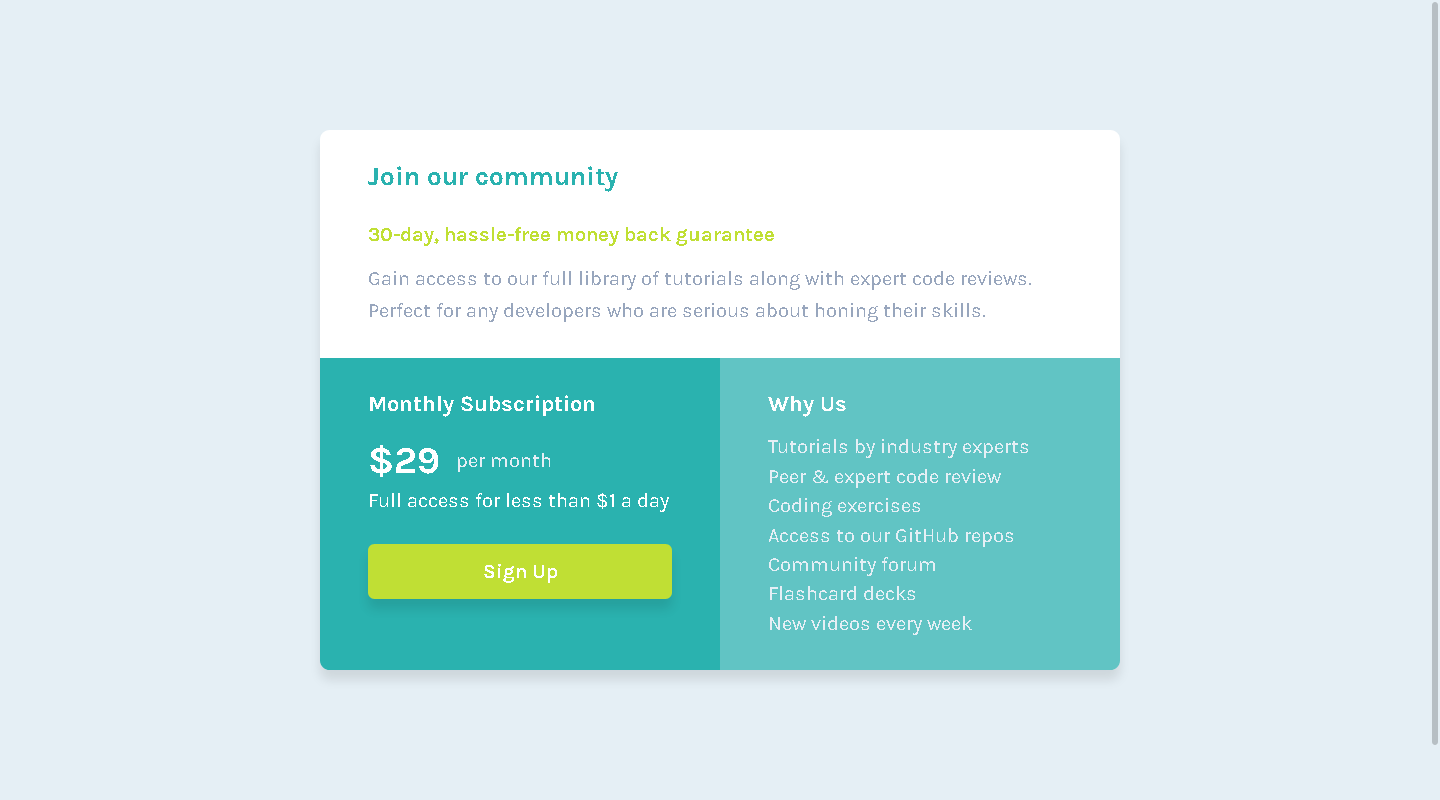 Join our community
30-day, hassle-free money back guarantee
Gain access to our full library of tutorials along with expert code reviews.
Perfect for any developers who are serious about honing their skills.
Monthly Subscription
$29 per month
Full access for less than $1 a day
Sign Up
Why Us
Tutorials by industry experts
Peer & expert code review
Coding exercises
Access to our GitHub repos
Community forum
Flashcard decks
New videos every week